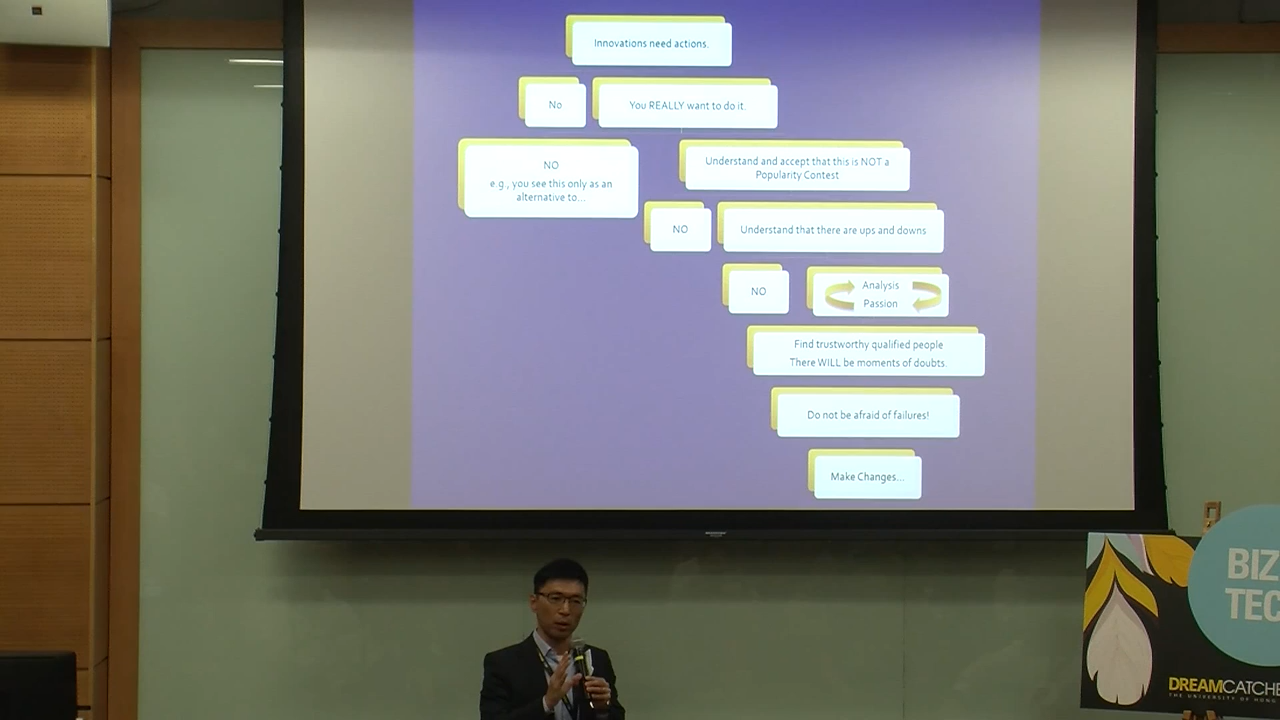 Innovations need actions.
No
You REALLY want to do it.
NO
e.g., you see this only as an
alternative to...
Understand and accept that this is NOT a
Popularity Contest
NO
Understand that there are ups and downs
NO
Analysis
Passion
Find trustworthy qualified people
There WILL be moments of doubts.
Do not be afraid of failures!
Make Changes...
BIZ
TEC
DREAMCATCHE
THE UNIVERSITY OF HONG